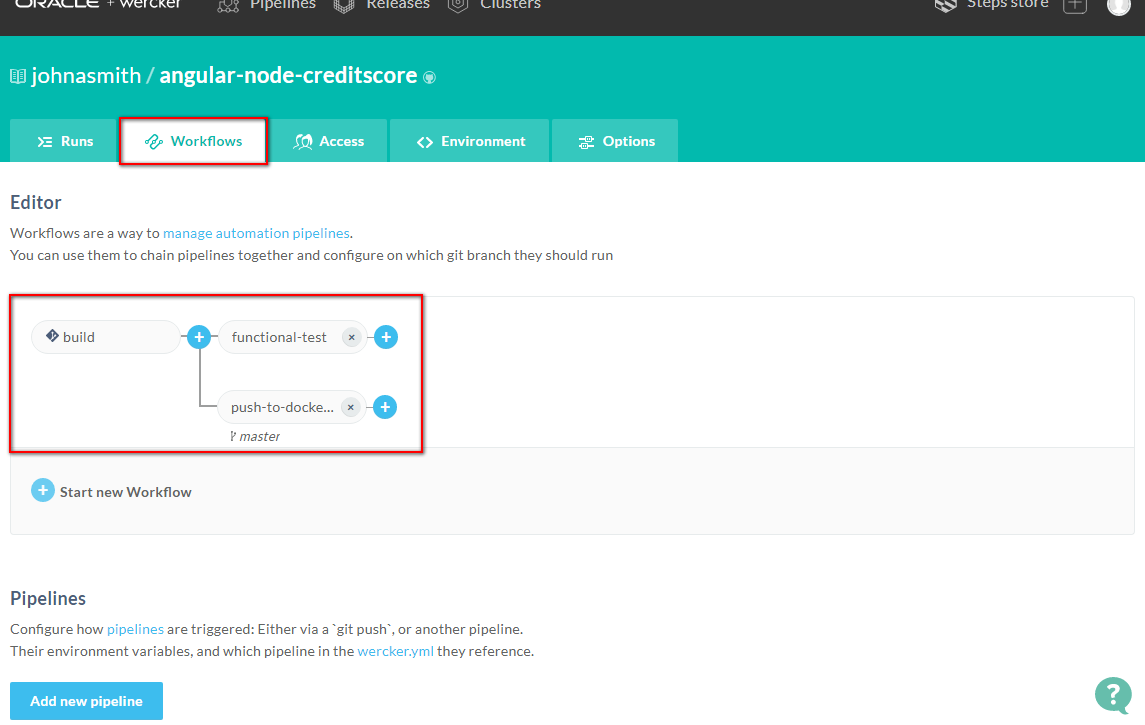 ORACLE + wercker Pipelines Releases Clusters Steps store
johnasmith / angular-node-creditscore
Runs Workflows Access Environment Options
Editor
Workflows are a way to manage automation pipelines.
You can use them to chain pipelines together and configure on which git branch they should run
build functional-test
push-to-docke...
master
Start new Workflow
Pipelines
Configure how pipelines are triggered: Either via a `git push`, or another pipeline.
Their environment variables, and which pipeline in the wercker.yml they reference.
Add new pipeline
?